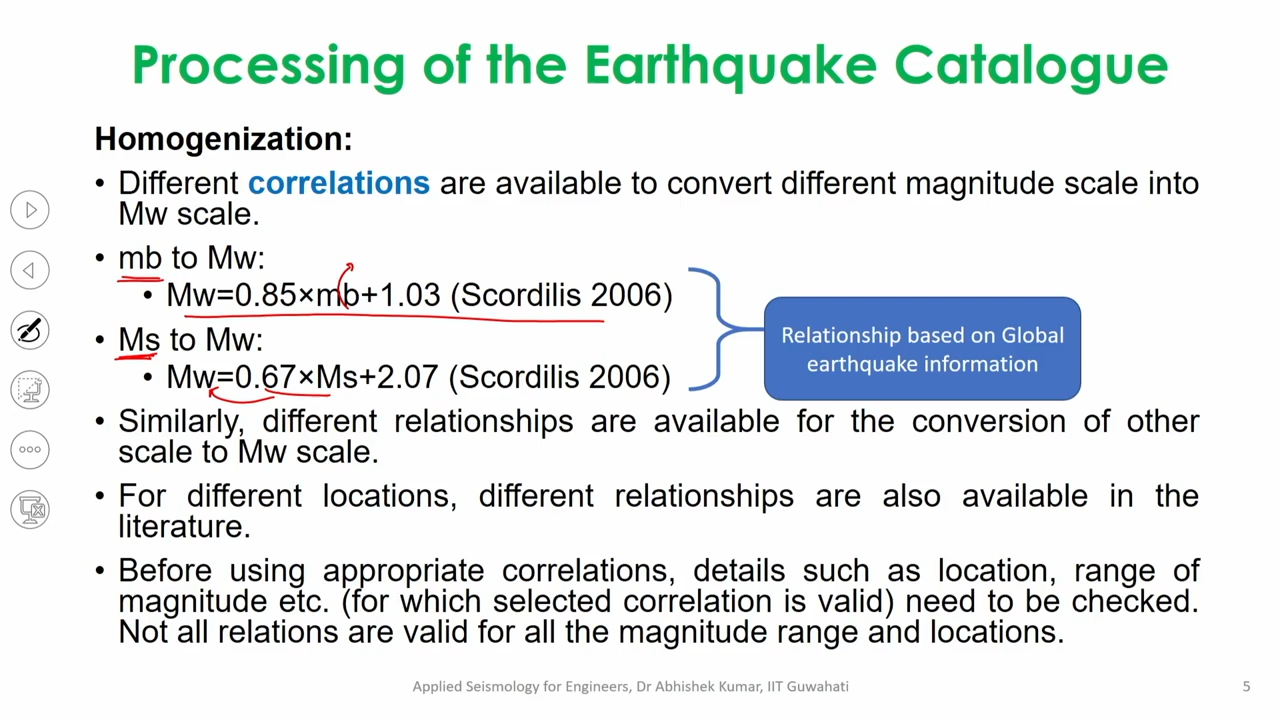 Processing of the Earthquake Catalogue
Homogenization:
• Different correlations are available to convert different magnitude scale into
Mw scale.
• mb to Mw:
• Mw=0.85×mb+1.03 (Scordilis 2006)
• Ms to Mw:
• Mw=0.67×Ms+2.07 (Scordilis 2006)
Relationship based on Global
earthquake information
• Similarly, different relationships are available for the conversion of other
scale to Mw scale.
• For different locations, different relationships are also available in the
literature.
• Before using appropriate correlations, details such as location, range of
magnitude etc. (for which selected correlation is valid) need to be checked.
Not all relations are valid for all the magnitude range and locations.
Applied Seismology for Engineers, Dr Abhishek Kumar, IIT Guwahati
5